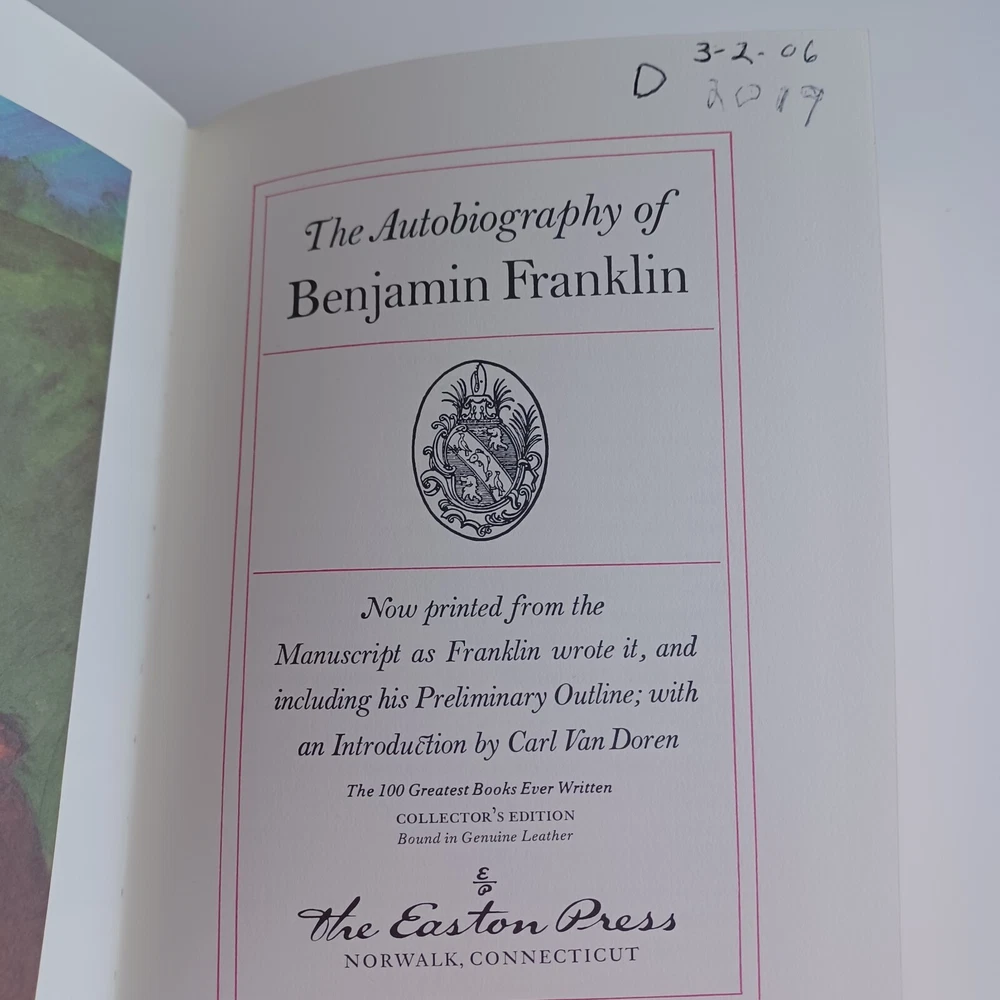 3-2-06
D
2019
The Autobiography of
Benjamin Franklin
Now printed from the
Manuscript as Franklin wrote it, and
including his Preliminary Outline; with
an Introduction by Carl Van Doren
The 100 Greatest Books Ever Written
COLLECTOR'S EDITION
Bound in Genuine Leather
E
P
The Easton Press
NORWALK, CONNECTICUT